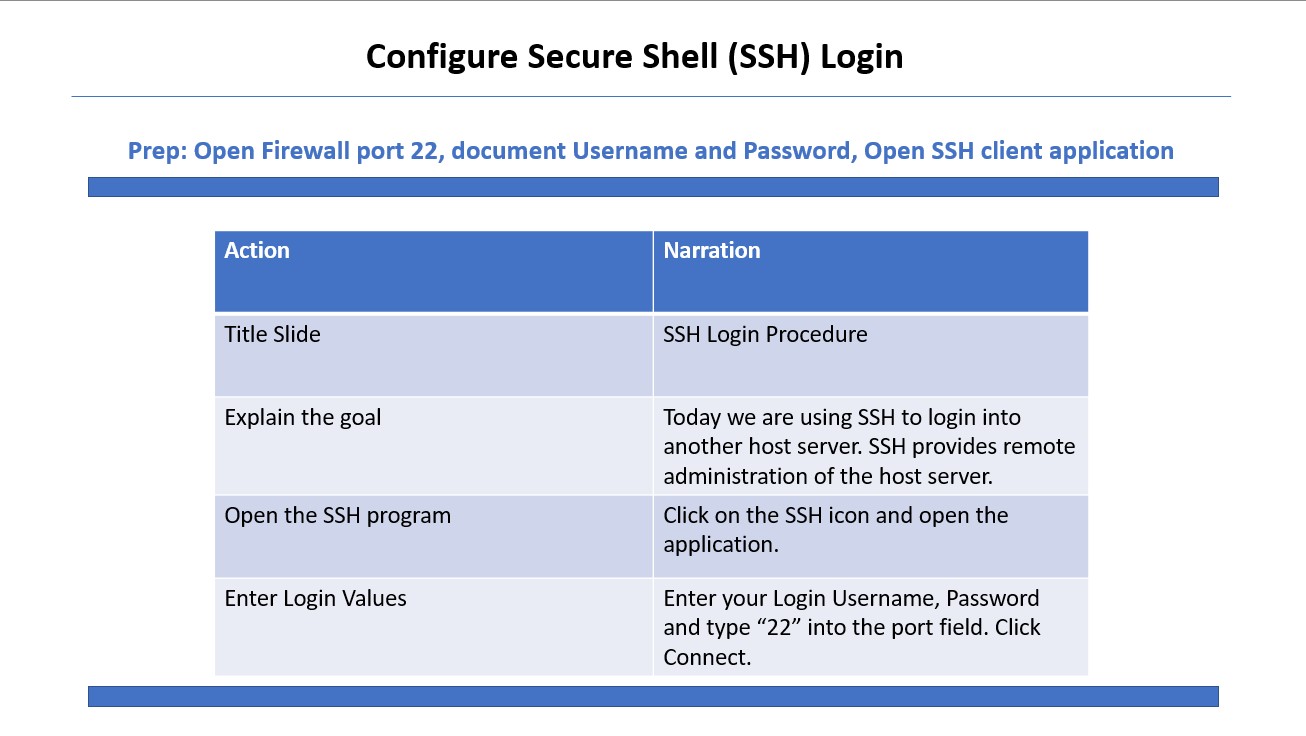 Configure Secure Shell (SSH) Login
Prep: Open Firewall port 22, document Username and Password, Open SSH client application
Action
Narration
Title Slide
SSH Login Procedure
Explain the goal
Today we are using SSH to login into
another host server. SSH provides remote
administration of the host server.
Open the SSH program
Click on the SSH icon and open the
application.
Enter Login Values
Enter your Login Username, Password
and type “22” into the port field. Click
Connect.